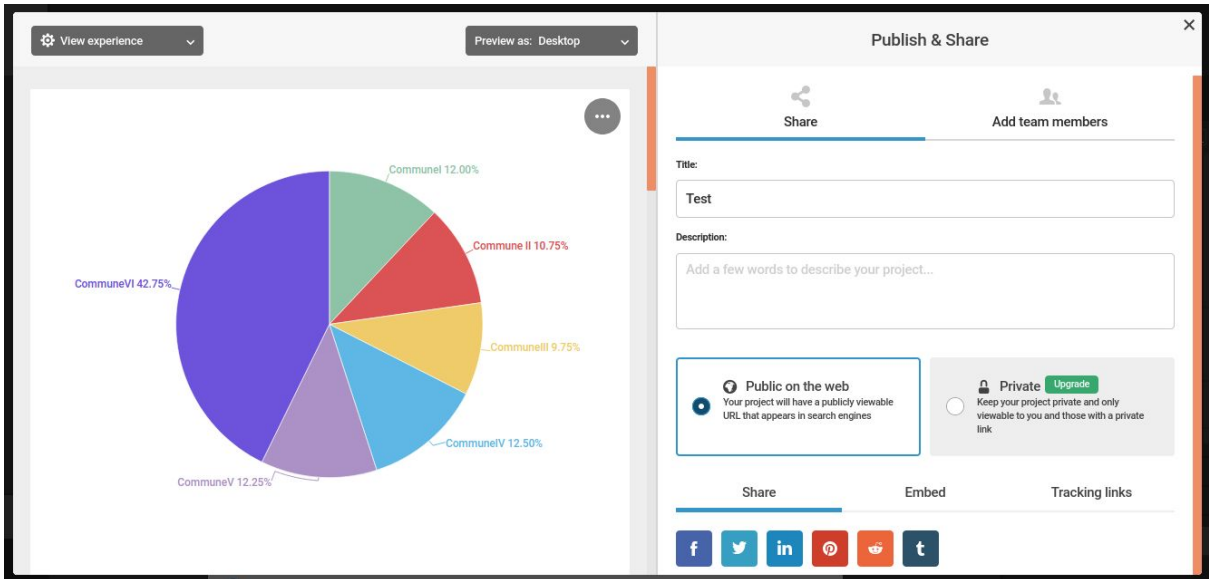 View experience
Preview as: Desktop
CommuneI 12.00%
Commune II 10.75%
CommuneVI 42.75%
CommuneIII 9.75%
CommuneIV 12.50%
CommuneV 12.25%
Publish & Share
Share
Add team members
Title:
Test
Description:
Add a few words to describe your project...
Public on the web
Your project will have a publicly viewable
URL that appears in search engines
Private Upgrade
Keep your project private and only
viewable to you and those with a private
link
Share
Embed
Tracking links
f
in
t